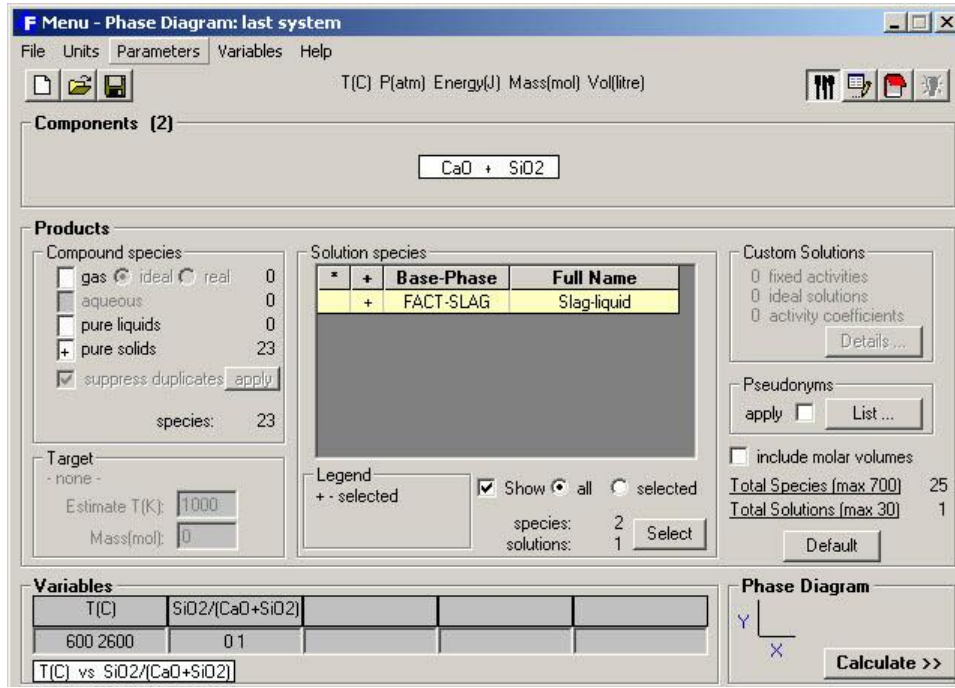 F Menu - Phase Diagram: last system
File Units Parameters Variables Help
T(C) P(atm) Energy(J) Mass(mol) Vol(litre)
Components (2)
CaO + SiO2
Products
Compound species
gas ideal real 0
aqueous 0
pure liquids 0
+ pure solids 23
suppress duplicates apply
species: 23
Target
- none -
Estimate T(K): 1000
Mass(mol): 0
Solution species
* + Base-Phase Full Name
+ FACT-SLAG Slag-liquid
Legend
+ - selected
Show all selected
species: 2
solutions: 1
Select
Custom Solutions
0 fixed activities
0 ideal solutions
0 activity coefficients
Details ...
Pseudonyms
apply List ...
include molar volumes
Total Species (max 700) 25
Total Solutions (max 30) 1
Default
Variables
T(C) SiO2/(CaO+SiO2)
600 2600 0 1
T(C) vs SiO2/(CaO+SiO2)
Phase Diagram
Y
X
Calculate >>